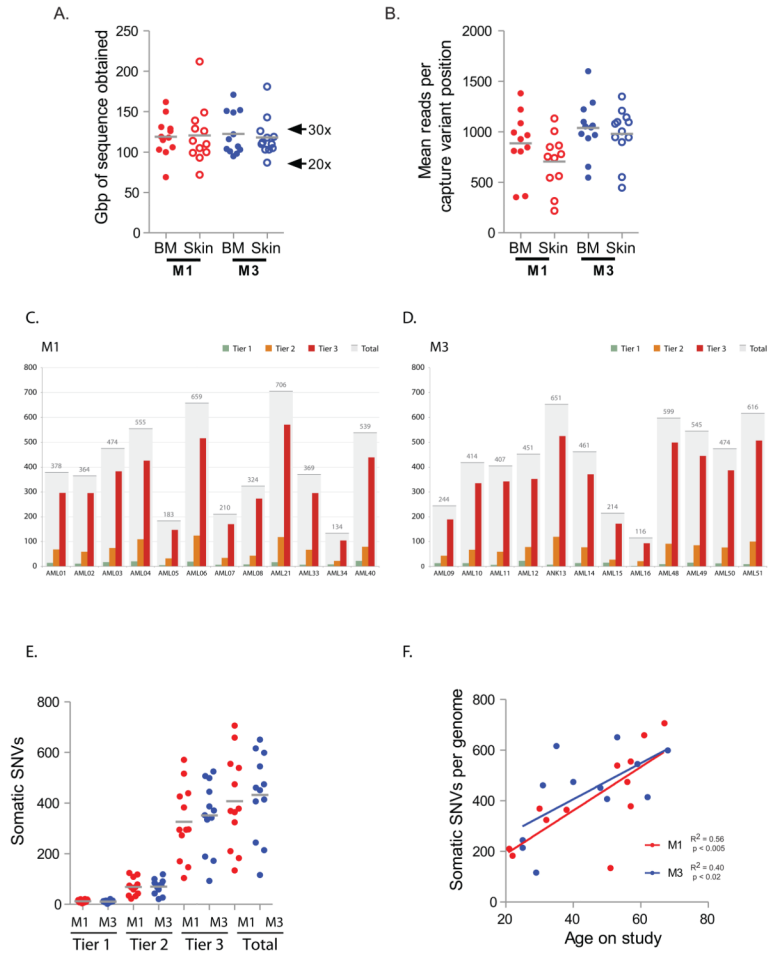 A.
Gbp of sequence obtained
250
200
150
100
50
0
30x
20x
BM Skin BM Skin
M1 M3
B.
Mean reads per
capture variant position
2000
1500
1000
500
0
BM Skin BM Skin
M1 M3
C.
M1
Tier 1 Tier 2 Tier 3 Total
800
700
600
500
400
300
200
100
0
378 364 474 555 183 659 210 324 706 369 134 539
AML01 AML02 AML03 AML04 AML05 AML06 AML07 AML08 AML21 AML33 AML34 AML40
D.
M3
Tier 1 Tier 2 Tier 3 Total
800
700
600
500
400
300
200
100
0
244 414 407 451 651 461 214 116 599 545 474 616
AML09 AML10 AML11 AML12 ANK13 AML14 AML15 AML16 AML48 AML49 AML50 AML51
E.
Somatic SNVs
800
600
400
200
0
M1 M3 M1 M3 M1 M3 M1 M3
Tier 1 Tier 2 Tier 3 Total
F.
Somatic SNVs per genome
800
600
400
200
0
M1 R2 = 0.56
p < 0.005
M3 R2 = 0.40
p < 0.02
20 40 60 80
Age on study